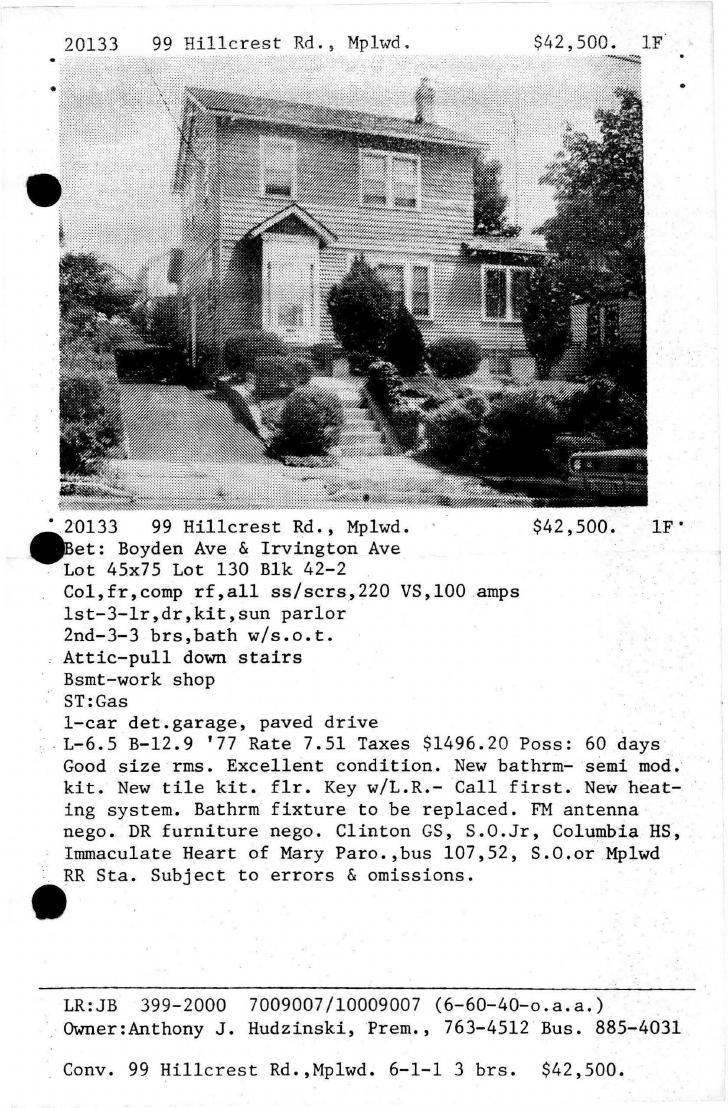 20133 99 Hillcrest Rd., Mplwd. $42,500. 1F
20133 99 Hillcrest Rd., Mplwd. $42,500. 1F
Bet: Boyden Ave & Irvington Ave
Lot 45x75 Lot 130 Blk 42-2
Col,fr,comp rf,all ss/scrs,220 VS,100 amps
1st-3-lr,dr,kit,sun parlor
2nd-3-3 brs,bath w/s.o.t.
Attic-pull down stairs
Bsmt-work shop
ST:Gas
1-car det.garage, paved drive
L-6.5 B-12.9 '77 Rate 7.51 Taxes $1496.20 Poss: 60 days
Good size rms. Excellent condition. New bathrm- semi mod.
kit. New tile kit. flr. Key w/L.R.- Call first. New heat-
ing system. Bathrm fixture to be replaced. FM antenna
nego. DR furniture nego. Clinton GS, S.O.Jr, Columbia HS,
Immaculate Heart of Mary Paro.,bus 107,52, S.O.or Mplwd
RR Sta. Subject to errors & omissions.
LR:JB 399-2000 7009007/10009007 (6-60-40-o.a.a.)
Owner:Anthony J. Hudzinski, Prem., 763-4512 Bus. 885-4031
Conv. 99 Hillcrest Rd.,Mplwd. 6-1-1 3 brs. $42,500.